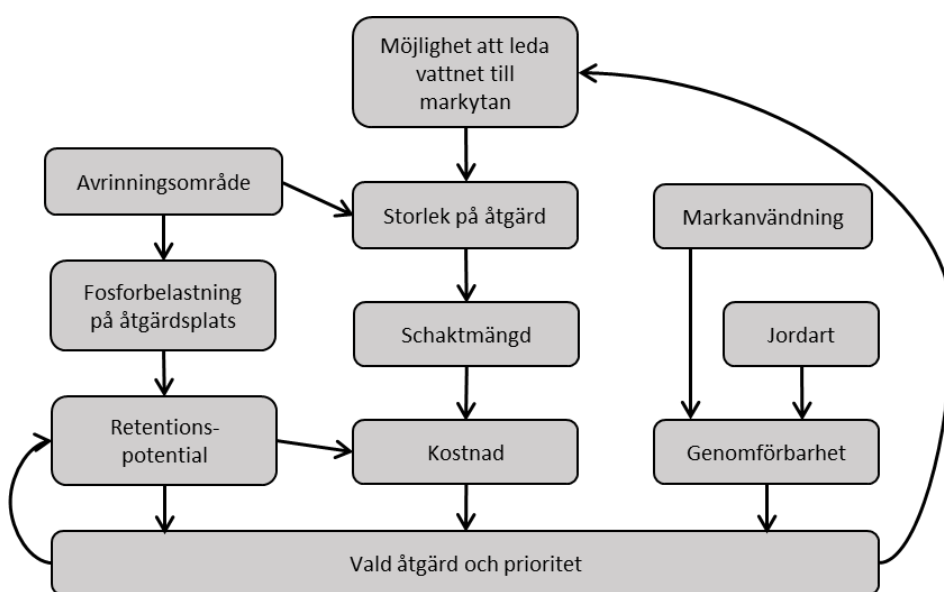 Möjlighet att leda
vattnet till
markytan
Avrinningsområde
Storlek på åtgärd
Markanvändning
Fosforbelastning
på åtgärdsplats
Schaktmängd
Jordart
Retentions-
potential
Kostnad
Genomförbarhet
Vald åtgärd och prioritet